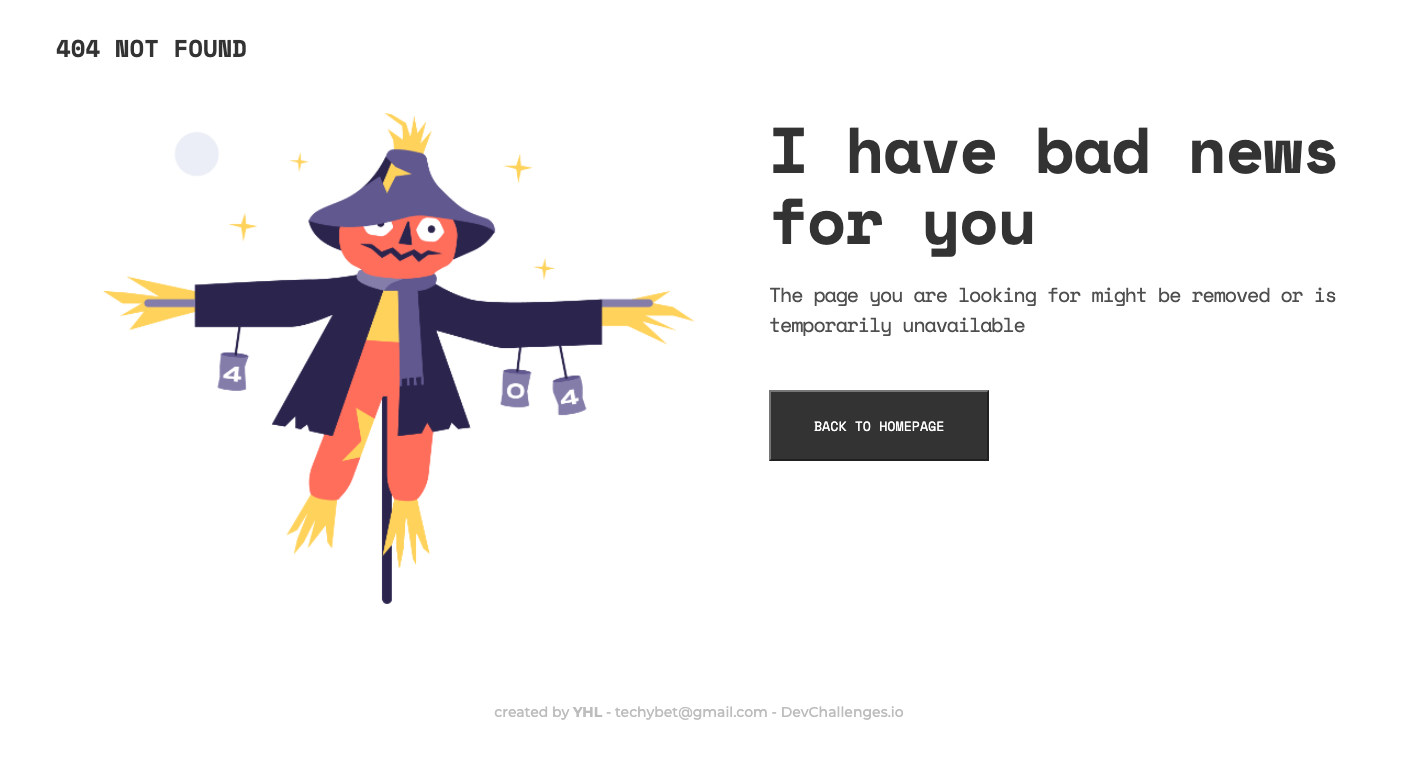 404 NOT FOUND
I have bad news
for you
The page you are looking for might be removed or is
temporarily unavailable
4
0
4
BACK TO HOMEPAGE
created by YHL - techybet@gmail.com - DevChallenges.io